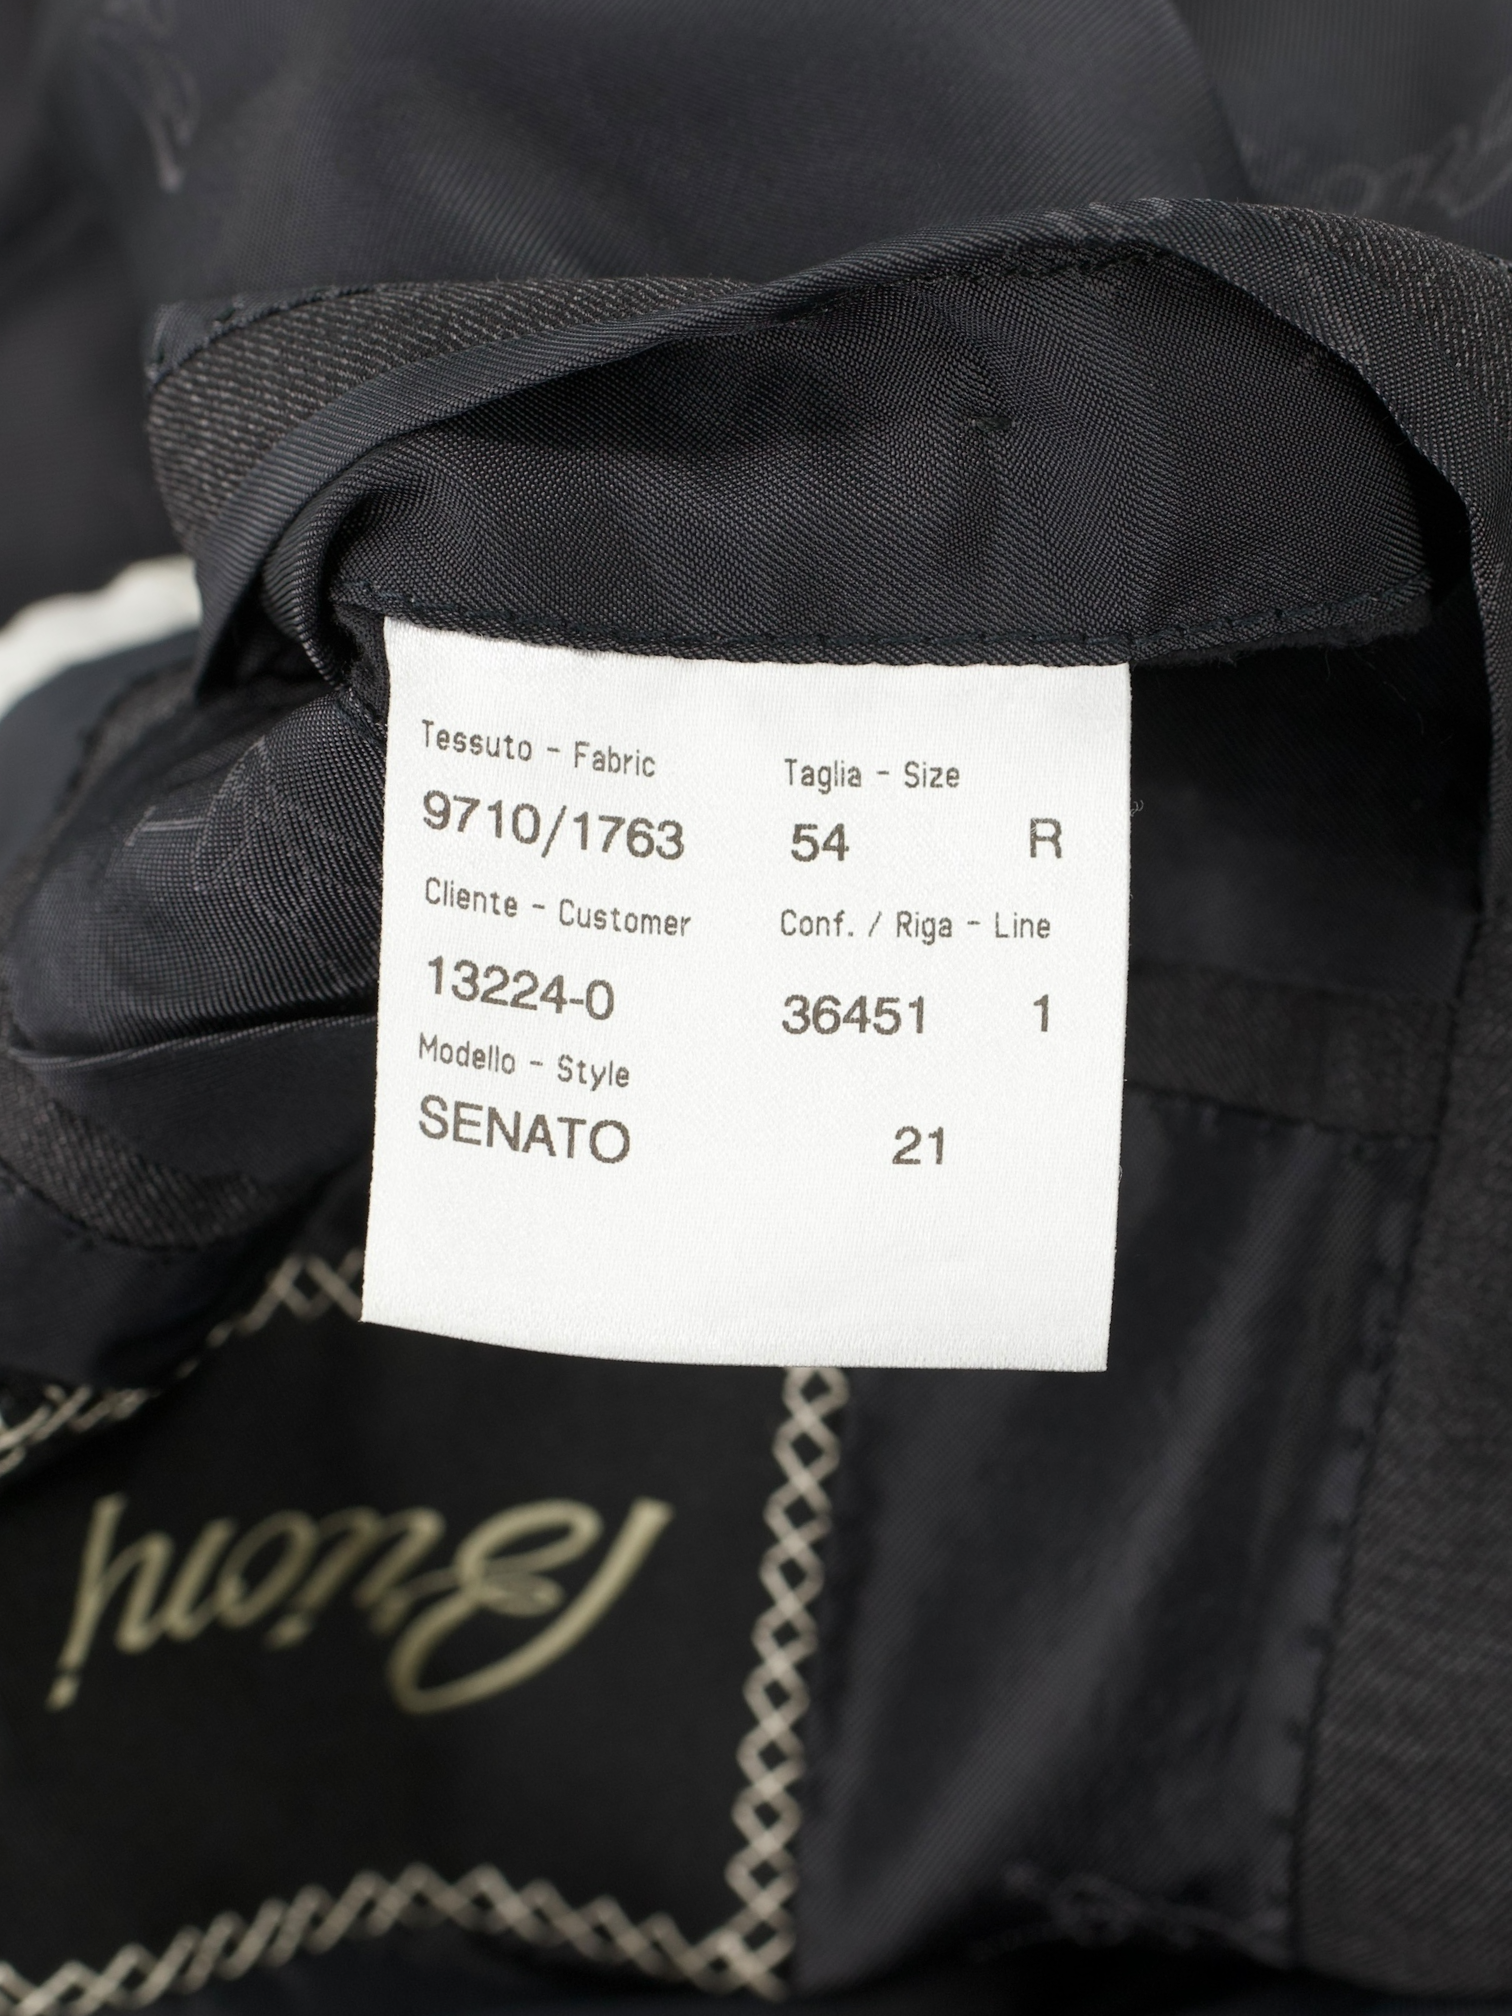 Tessuto - Fabric Taglia - Size
9710/1763 54 R
Cliente - Customer Conf. / Riga - Line
13224-0 36451 1
Modello - Style
SENATO 21
Brioni